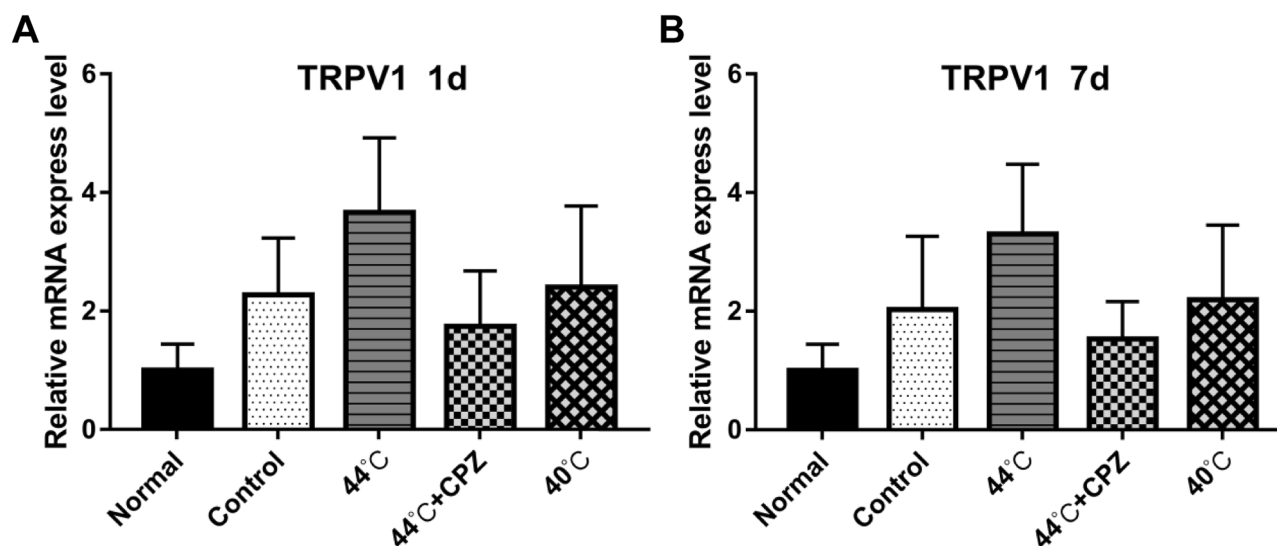 A
TRPV1 1d
Relative mRNA express level
6
4
2
0
Normal
Control
44℃
44℃+CPZ
40℃
B
TRPV1 7d
Relative mRNA express level
6
4
2
0
Normal
Control
44℃
44℃+CPZ
40℃